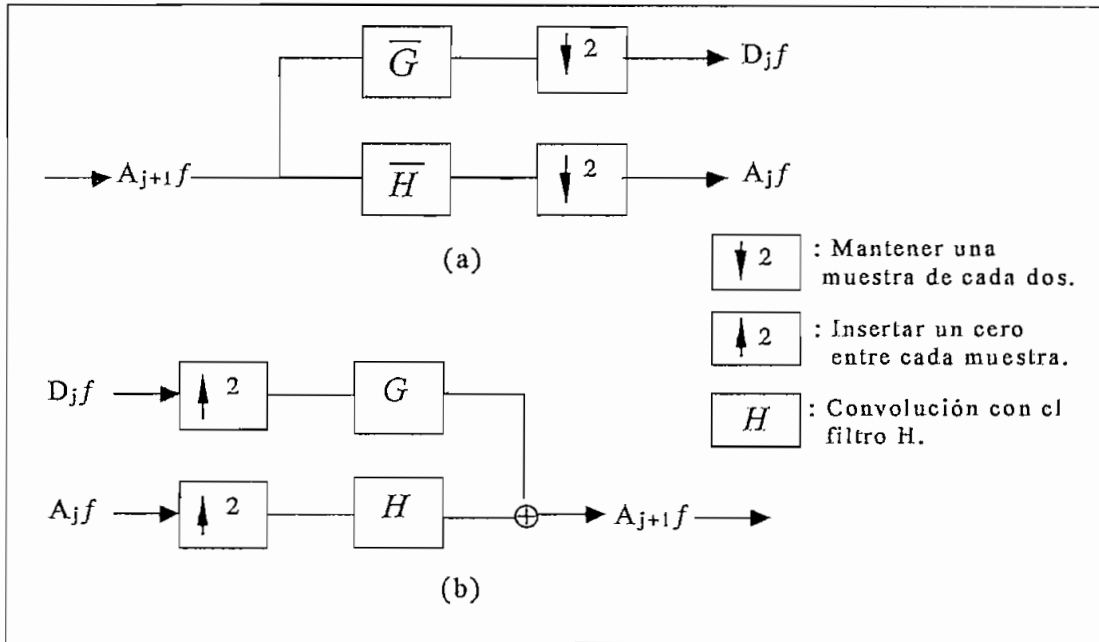 G 2 Djf
Aj+1f H 2 Ajf
(a)
2 : Mantener una
muestra de cada dos.
2 : Insertar un cero
entre cada muestra.
H : Convolución con el
filtro H.
Djf 2 G
Ajf 2 H Aj+1f
(b)